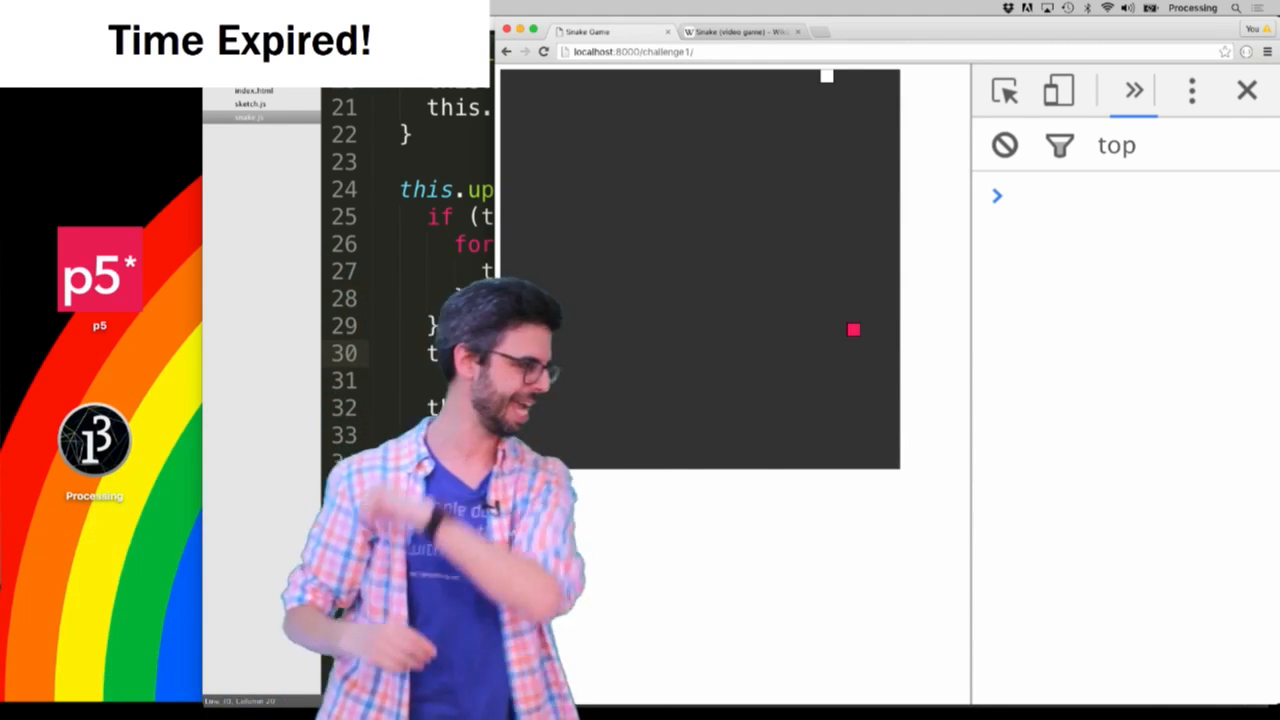 Time Expired!
Processing
Snake Game
Snake (video game) - Wiki
You
localhost:8000/challenge1/
index.html
sketch.js
snake.js
21 this.
22 }
23
24 this.up
25 if (t
26 for
27 t
28
29 }
30 t
31
32 th
33
top
p5*
p5
Processing
Line 30, Column 20